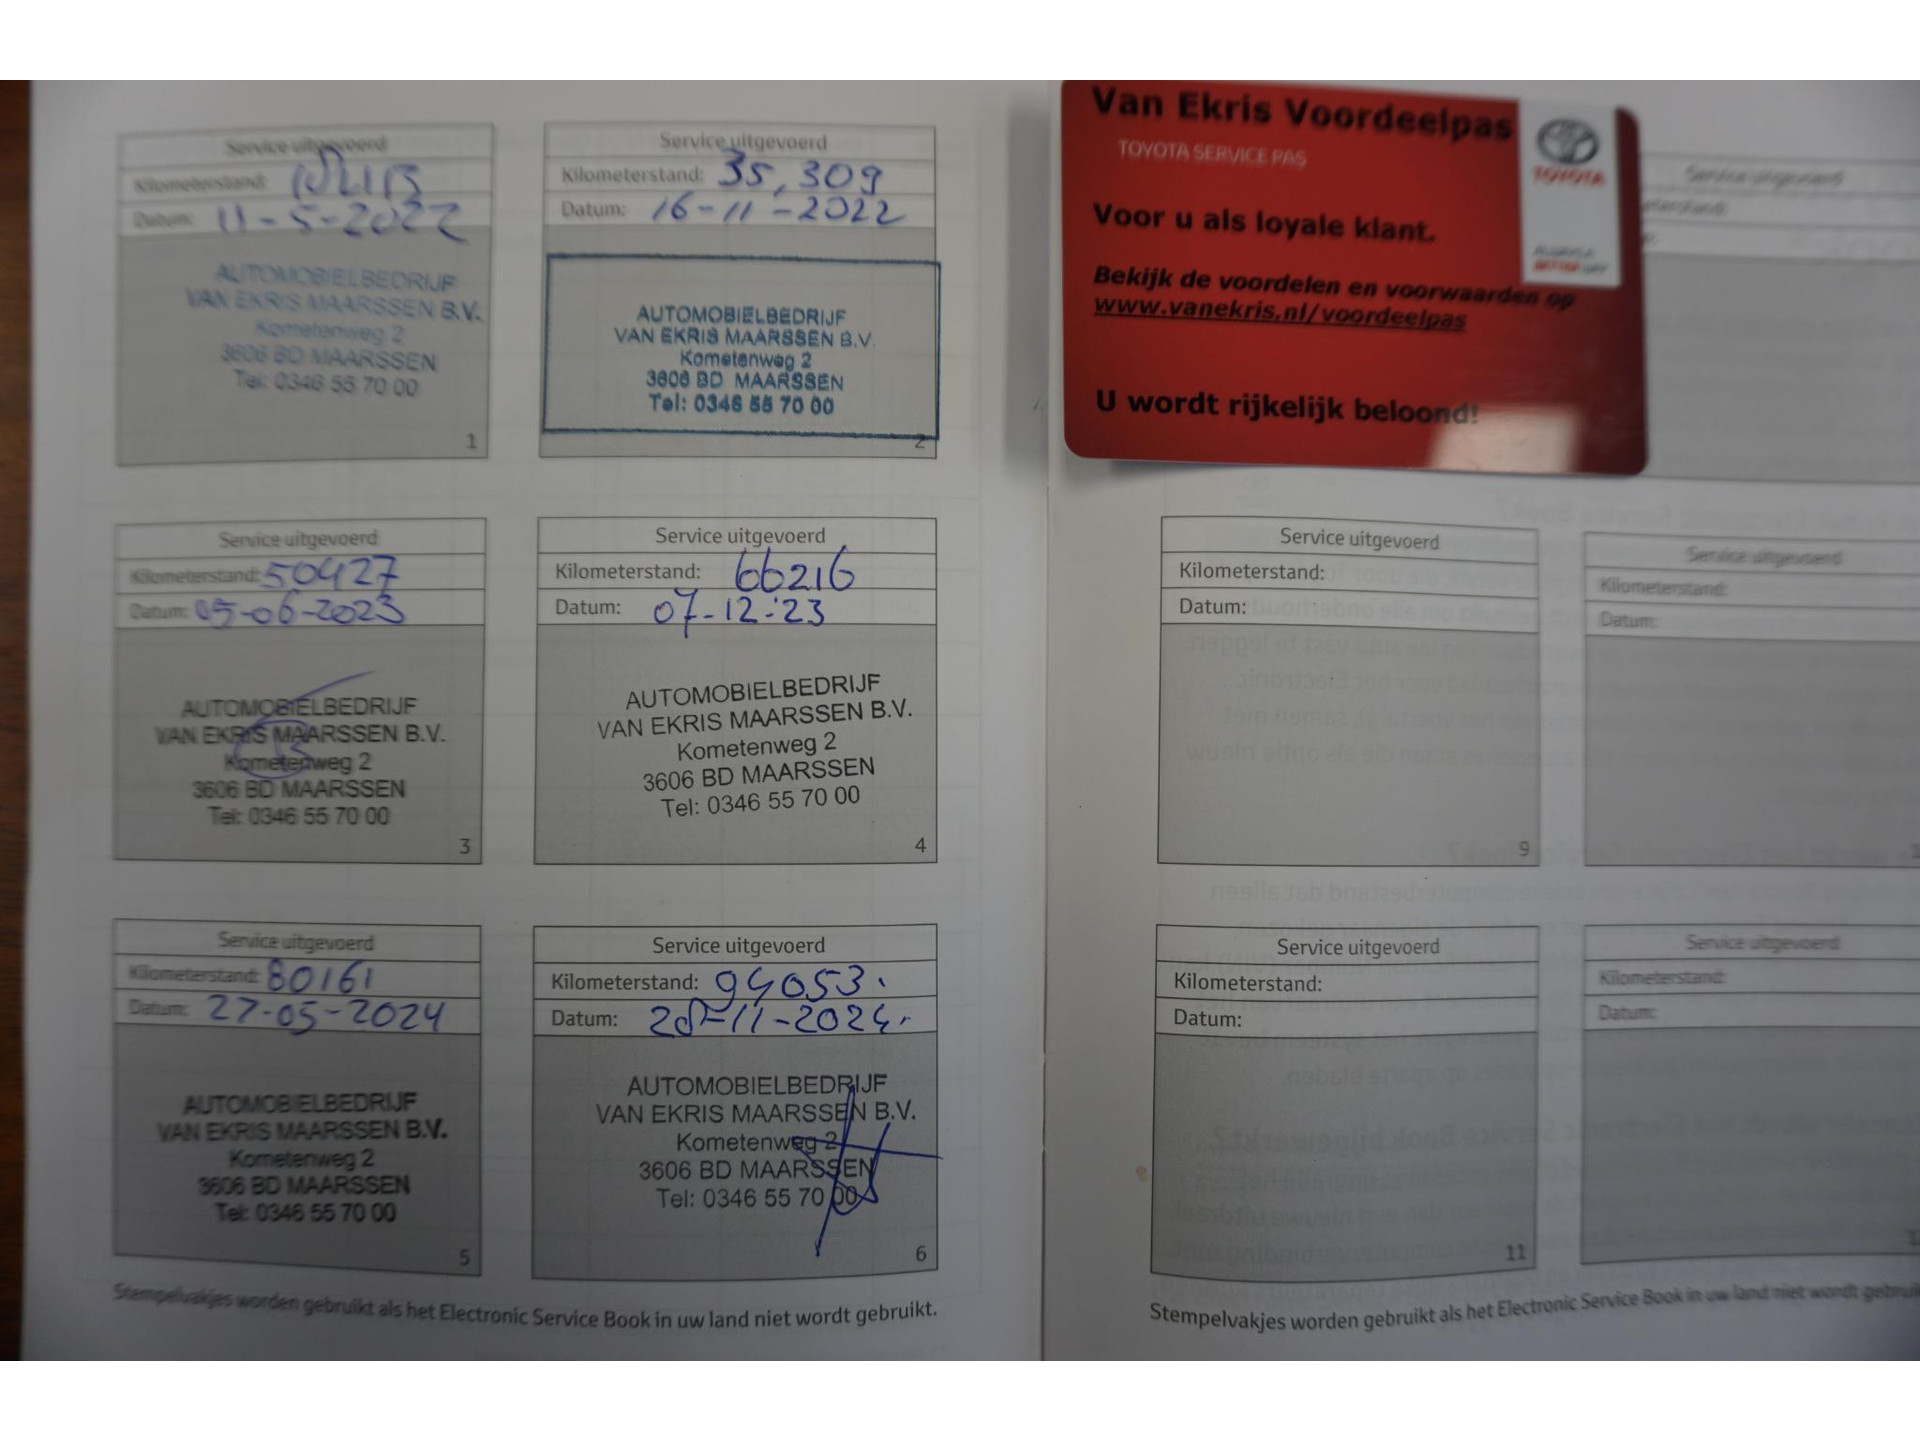 Service uitgevoerd
Kilometerstand:
Datum: 11-5-2022
AUTOMOBIELBEDRIJF
VAN EKRIS MAARSSEN B.V.
Kometenweg 2
3606 BD MAARSSEN
Tel: 0346 55 70 00
1
Service uitgevoerd
Kilometerstand: 35,309
Datum: 16-11-2022
AUTOMOBIELBEDRIJF
VAN EKRIS MAARSSEN B.V.
Kometenweg 2
3606 BD MAARSSEN
Tel: 0346 55 70 00
2
Service uitgevoerd
Kilometerstand: 50427
Datum: 05-06-2023
AUTOMOBIELBEDRIJF
VAN EKRIS MAARSSEN B.V.
Kometenweg 2
3606 BD MAARSSEN
Tel: 0346 55 70 00
3
Service uitgevoerd
Kilometerstand: 66216
Datum: 07-12-'23
AUTOMOBIELBEDRIJF
VAN EKRIS MAARSSEN B.V.
Kometenweg 2
3606 BD MAARSSEN
Tel: 0346 55 70 00
4
Service uitgevoerd
Kilometerstand: 80161
Datum: 27-05-2024
AUTOMOBIELBEDRIJF
VAN EKRIS MAARSSEN B.V.
Kometenweg 2
3606 BD MAARSSEN
Tel: 0346 55 70 00
5
Service uitgevoerd
Kilometerstand: 94053.
Datum: 28-11-2024.
AUTOMOBIELBEDRIJF
VAN EKRIS MAARSSEN B.V.
Kometenweg 2
3606 BD MAARSSEN
Tel: 0346 55 70 00
6
Stempelvakjes worden gebruikt als het Electronic Service Book in uw land niet wordt gebruikt.
Van Ekris Voordeelpas
TOYOTA SERVICE PAS
TOYOTA
Voor u als loyale klant.
ALWAYS A
BETTER WAY
Bekijk de voordelen en voorwaarden op
www.vanekris.nl/voordeelpas
U wordt rijkelijk beloond!
Service uitgevoerd
Service uitgevoerd
Kilometerstand:
Datum:
9
Service uitgevoerd
Kilometerstand:
Datum:
Service uitgevoerd
Kilometerstand:
Datum:
11
Service uitgevoerd
Kilometerstand:
Datum:
Stempelvakjes worden gebruikt als het Electronic Service Book in uw land niet wordt